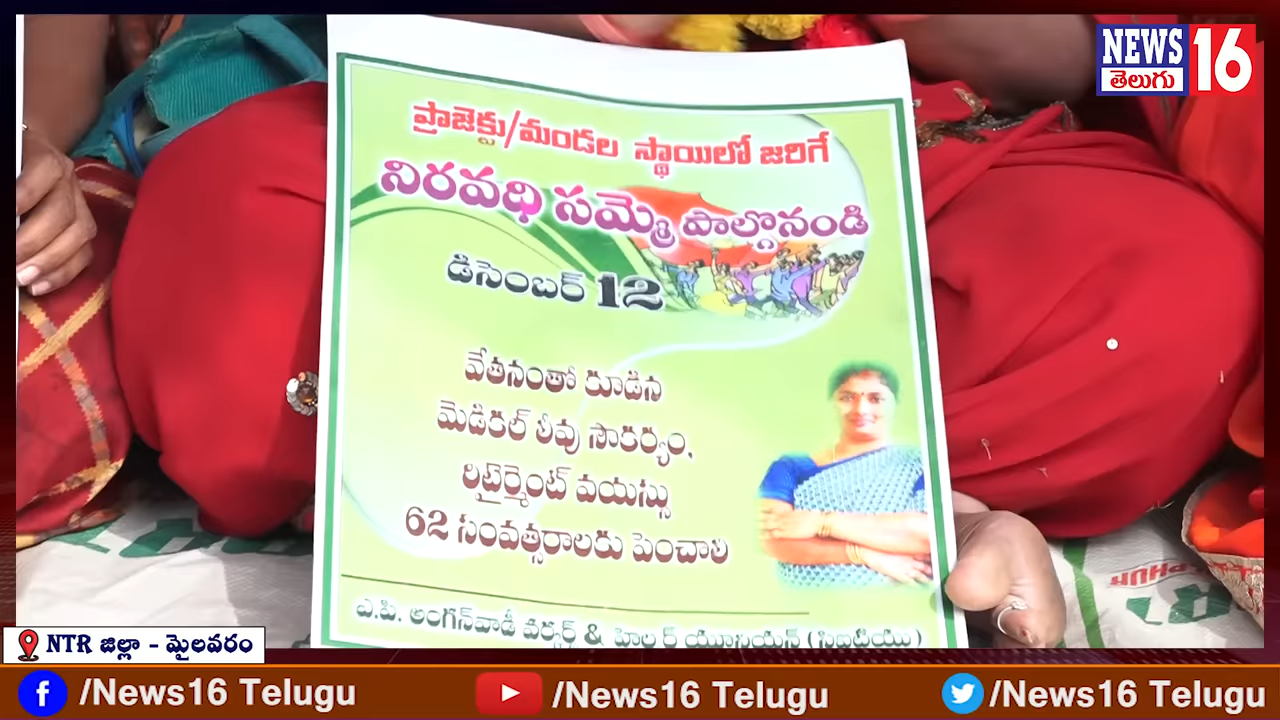 NEWS 16
తెలుగు
ప్రాజెక్టు/మండల స్థాయిలో జరిగే
నిరవధి సమ్మె పాల్గొనండి
డిసెంబర్ 12
వేతనంతో కూడిన
మెడికల్ లీవు సౌకర్యం,
రిటైర్మెంట్ వయస్సు
62 సంవత్సరాలకు పెంచాలి
ఎ.పి. అంగన్‌వాడీ వర్కర్స్ & హెల్పర్స్ యూనియన్ (సిఐటియు)
NTR జిల్లా - మైలవరం
/News16 Telugu /News16 Telugu /News16 Telugu